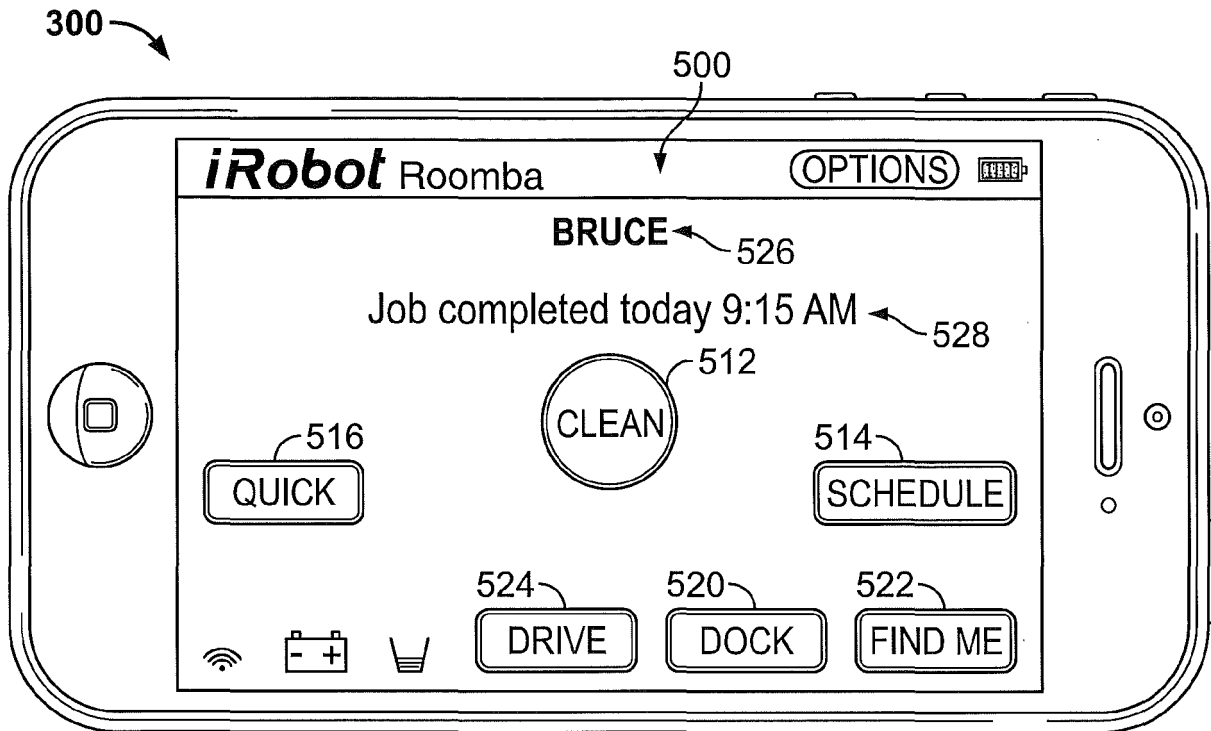 300
500
iRobot Roomba OPTIONS
BRUCE 526
Job completed today 9:15 AM 528
512
CLEAN
516
QUICK
514
SCHEDULE
524 520 522
- + DRIVE DOCK FIND ME